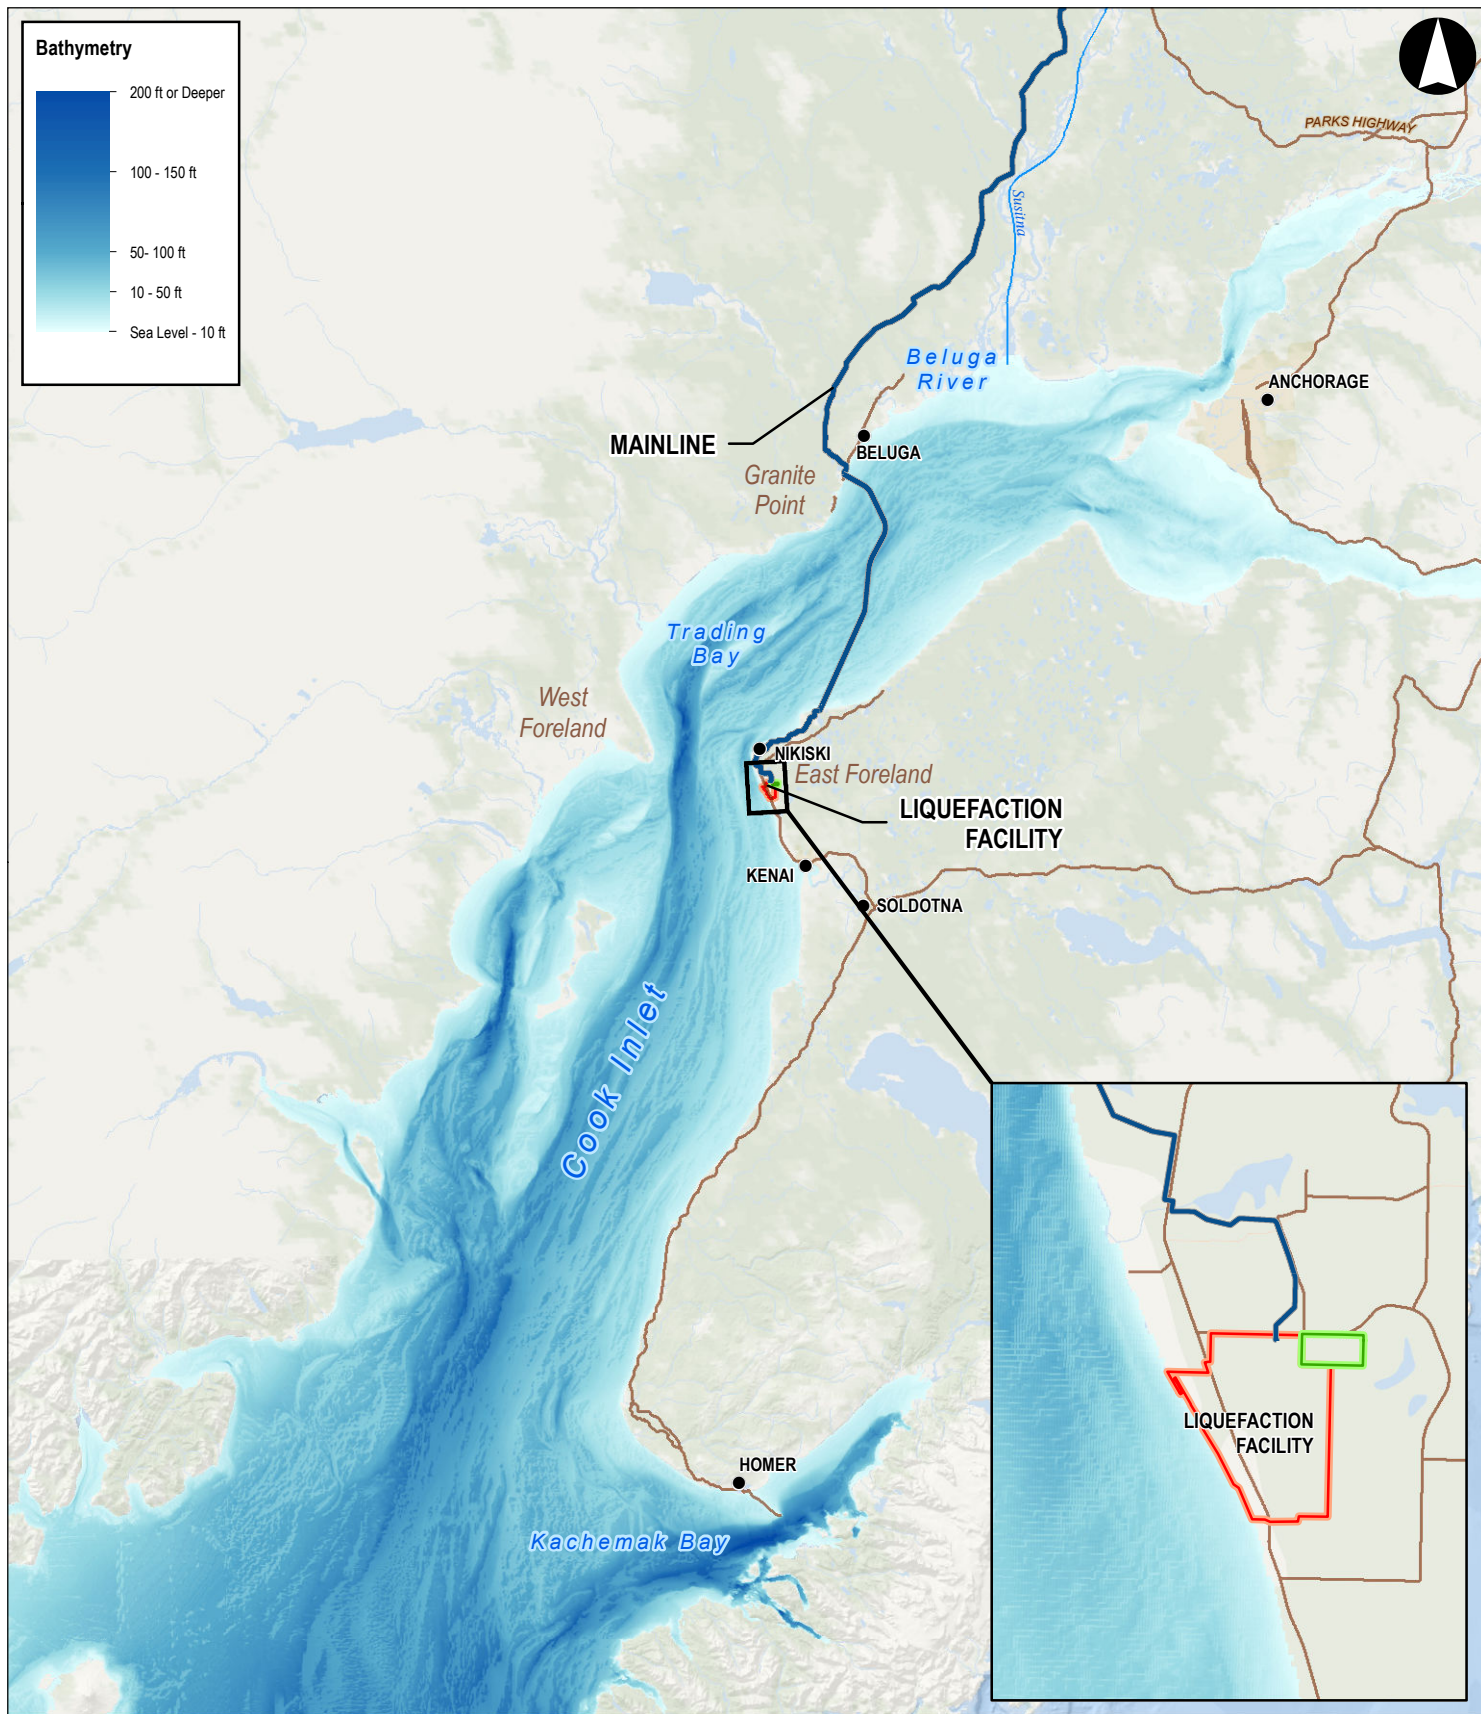 Bathymetry
200 ft or Deeper
100 - 150 ft
50- 100 ft
10 - 50 ft
Sea Level - 10 ft
PARKS HIGHWAY
Susitna
Beluga
River
ANCHORAGE
MAINLINE
BELUGA
Granite
Point
Trading
Bay
West
Foreland
NIKISKI
East Foreland
LIQUEFACTION
FACILITY
KENAI
SOLDOTNA
Cook Inlet
HOMER
Kachemak Bay
LIQUEFACTION
FACILITY